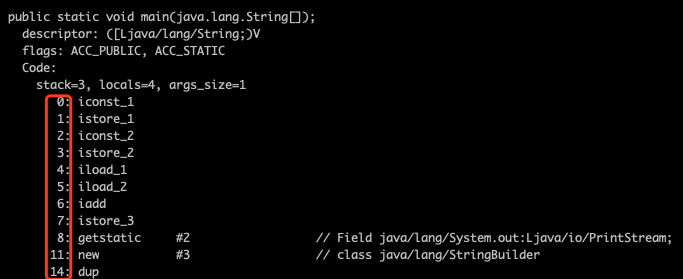 public static void main(java.lang.String[]);
descriptor: ([Ljava/lang/String;)V
flags: ACC_PUBLIC, ACC_STATIC
Code:
stack=3, locals=4, args_size=1
0: iconst_1
1: istore_1
2: iconst_2
3: istore_2
4: iload_1
5: iload_2
6: iadd
7: istore_3
8: getstatic #2 // Field java/lang/System.out:Ljava/io/PrintStream;
11: new #3 // class java/lang/StringBuilder
14: dup